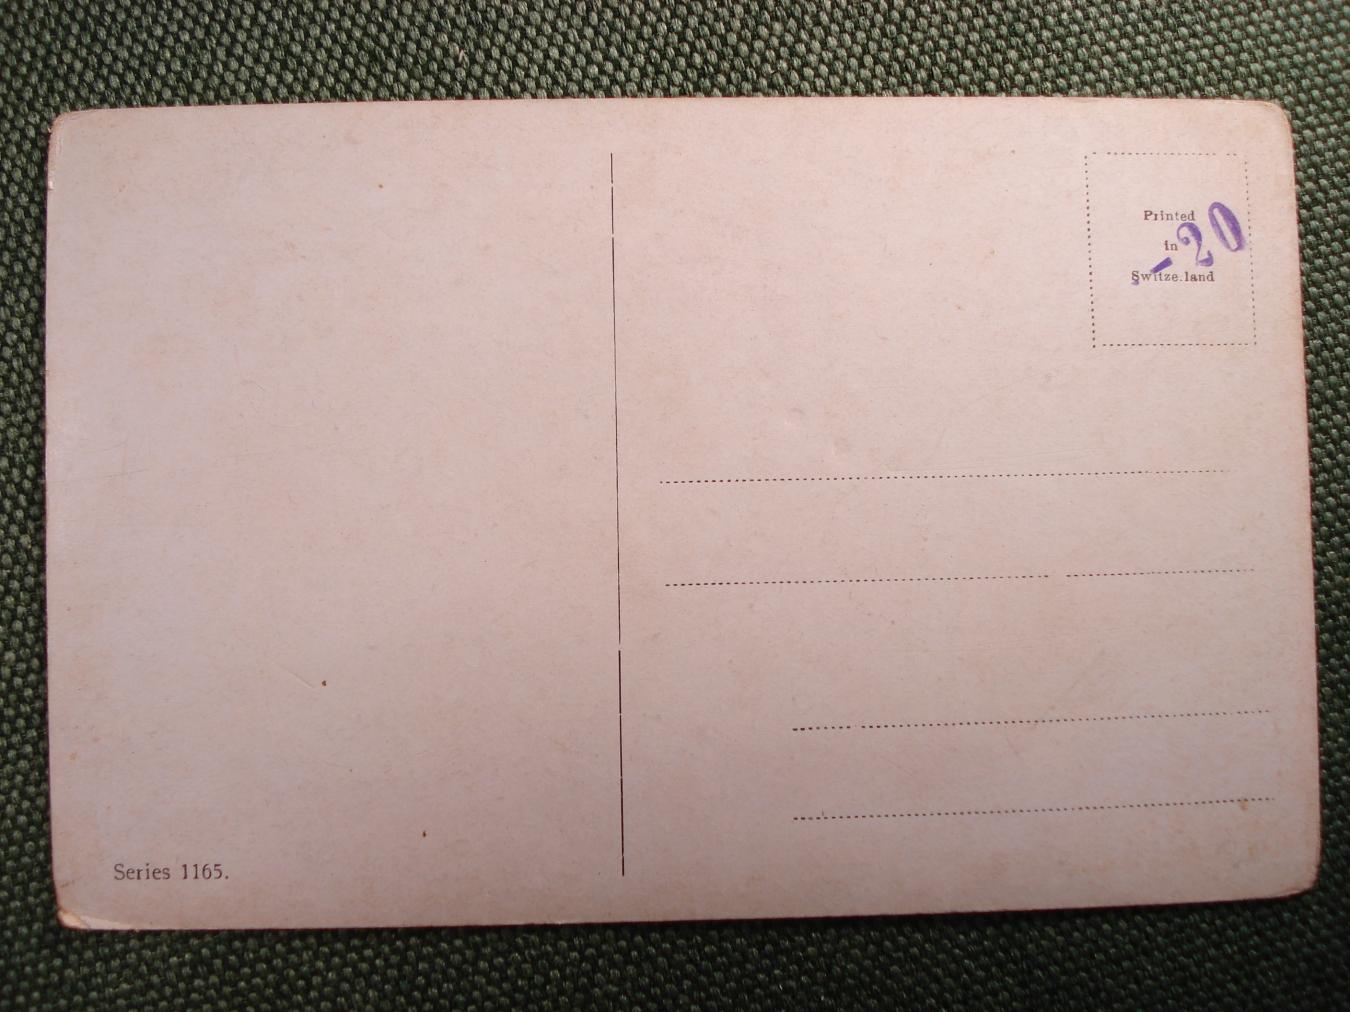 Printed
in
Switze.land
-20
Series 1165.